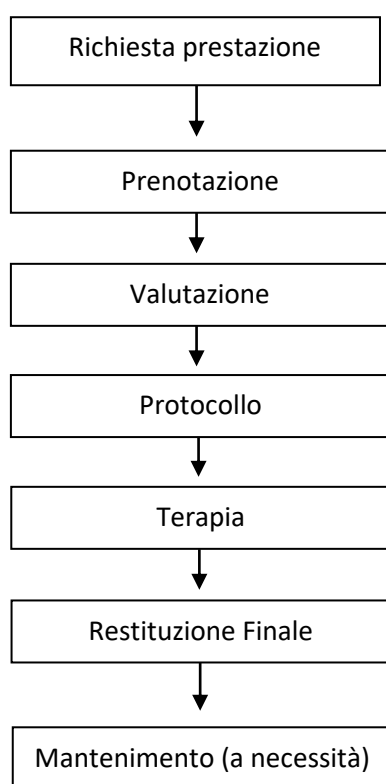 Richiesta prestazione
Prenotazione
Valutazione
Protocollo
Terapia
Restituzione Finale
Mantenimento (a necessità)